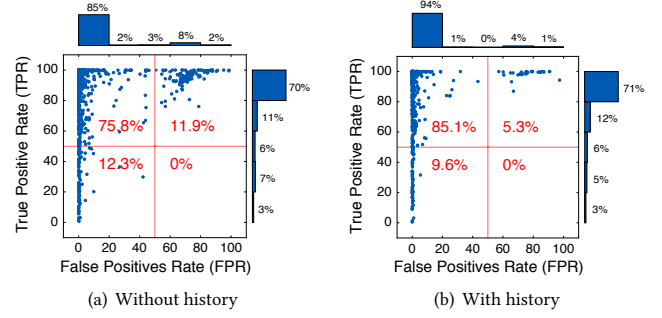 85%
2% 3% 8% 2%
100
80
60
40
20
0
True Positive Rate (TPR)
75.8% 11.9%
12.3% 0%
70%
11%
6%
7%
3%
0 20 40 60 80 100
False Positives Rate (FPR)
(a) Without history
94%
1% 0% 4% 1%
100
80
60
40
20
0
True Positive Rate (TPR)
85.1% 5.3%
9.6% 0%
71%
12%
6%
5%
3%
0 20 40 60 80 100
False Positives Rate (FPR)
(b) With history